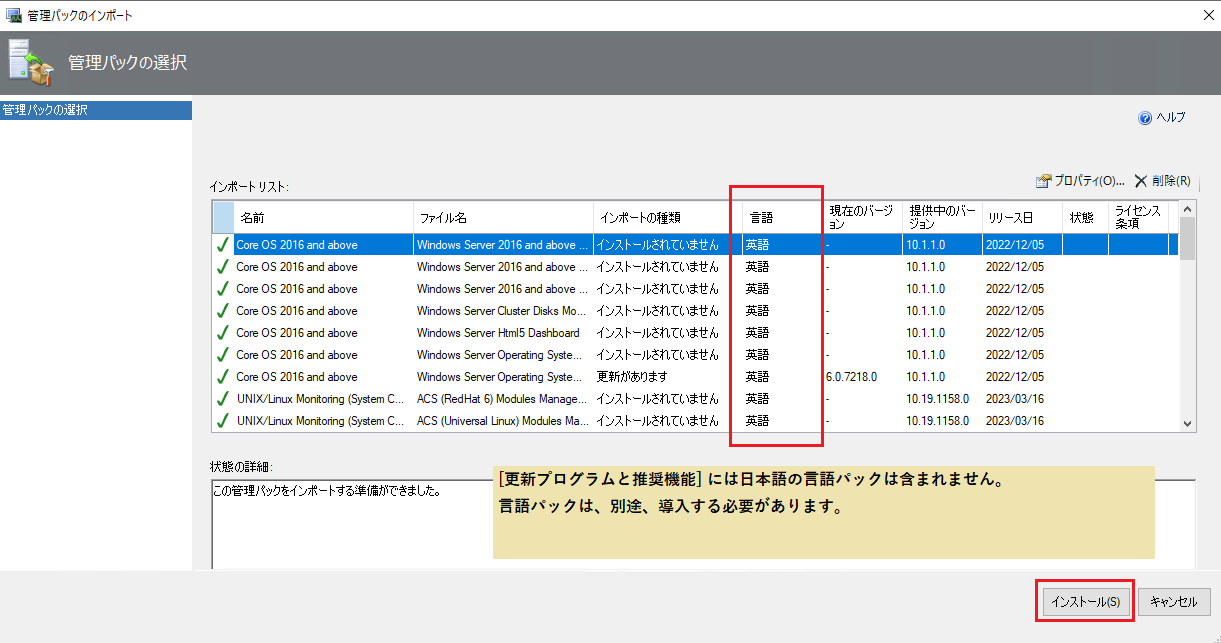 管理パックのインポート
管理パックの選択
管理パックの選択
ヘルプ
インポート リスト:
プロパティ(O)... 削除(R)
名前 ファイル名 インポートの種類 言語 現在のバージョン 提供中のバージョン リリース日 状態 ライセンス条項
Core OS 2016 and above Windows Server 2016 and above ... インストールされていません 英語 - 10.1.1.0 2022/12/05
Core OS 2016 and above Windows Server 2016 and above ... インストールされていません 英語 - 10.1.1.0 2022/12/05
Core OS 2016 and above Windows Server 2016 and above ... インストールされていません 英語 - 10.1.1.0 2022/12/05
Core OS 2016 and above Windows Server Cluster Disks Mo... インストールされていません 英語 - 10.1.1.0 2022/12/05
Core OS 2016 and above Windows Server Html5 Dashboard インストールされていません 英語 - 10.1.1.0 2022/12/05
Core OS 2016 and above Windows Server Operating Syste... インストールされていません 英語 - 10.1.1.0 2022/12/05
Core OS 2016 and above Windows Server Operating Syste... 更新があります 英語 6.0.7218.0 10.1.1.0 2022/12/05
UNIX/Linux Monitoring (System C... ACS (RedHat 6) Modules Manage... インストールされていません 英語 - 10.19.1158.0 2023/03/16
UNIX/Linux Monitoring (System C... ACS (Universal Linux) Modules Ma... インストールされていません 英語 - 10.19.1158.0 2023/03/16
状態の詳細:
この管理パックをインポートする準備ができました。
[更新プログラムと推奨機能] には日本語の言語パックは含まれません。
言語パックは、別途、導入する必要があります。
インストール(S) キャンセル